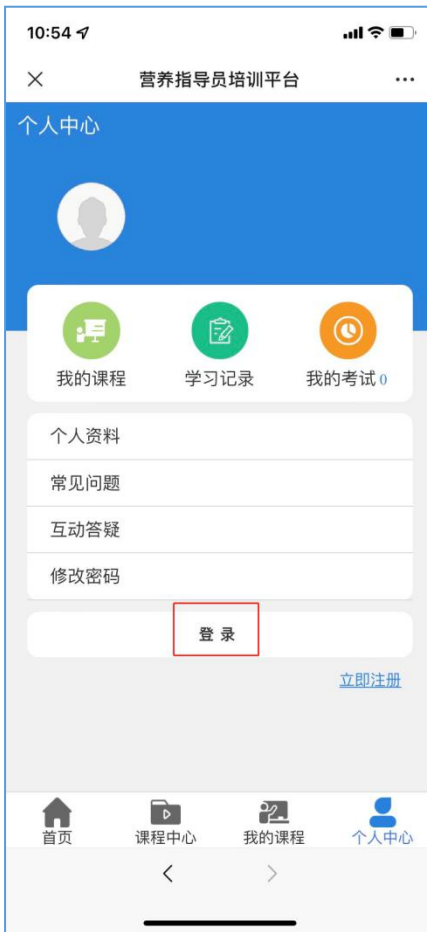 10:54
营养指导员培训平台
个人中心
我的课程 学习记录 我的考试 0
个人资料
常见问题
互动答疑
修改密码
登 录
立即注册
首页 课程中心 我的课程 个人中心